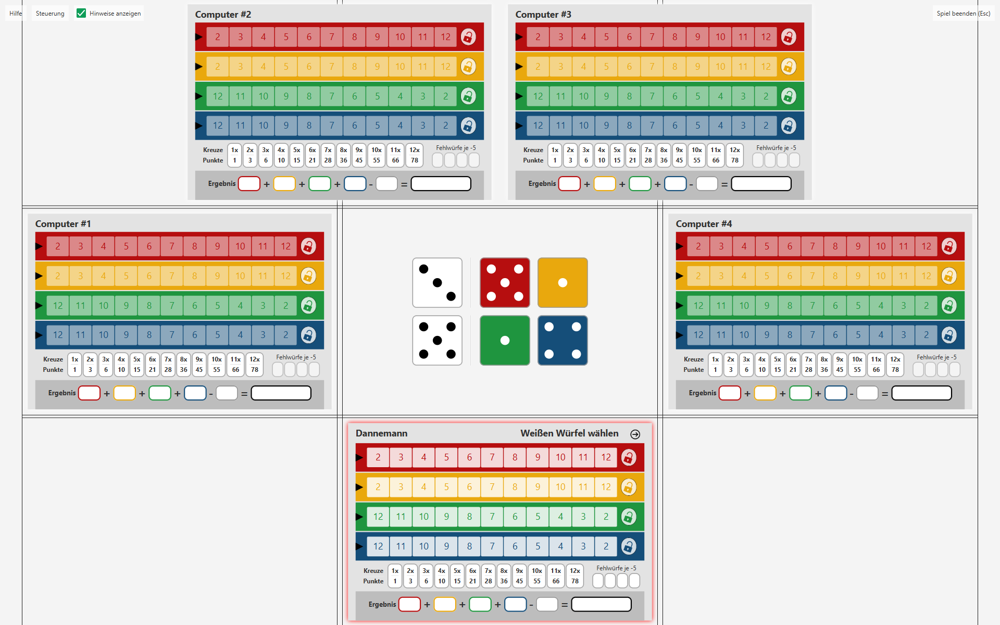 Hilfe Steuerung Hinweise anzeigen Spiel beenden (Esc)
Computer #2
2 3 4 5 6 7 8 9 10 11 12
2 3 4 5 6 7 8 9 10 11 12
12 11 10 9 8 7 6 5 4 3 2
12 11 10 9 8 7 6 5 4 3 2
Kreuze 1x 2x 3x 4x 5x 6x 7x 8x 9x 10x 11x 12x Fehlwürfe je -5
Punkte 1 3 6 10 15 21 28 36 45 55 66 78
Ergebnis + + + - =
Computer #3
2 3 4 5 6 7 8 9 10 11 12
2 3 4 5 6 7 8 9 10 11 12
12 11 10 9 8 7 6 5 4 3 2
12 11 10 9 8 7 6 5 4 3 2
Kreuze 1x 2x 3x 4x 5x 6x 7x 8x 9x 10x 11x 12x Fehlwürfe je -5
Punkte 1 3 6 10 15 21 28 36 45 55 66 78
Ergebnis + + + - =
Computer #1
2 3 4 5 6 7 8 9 10 11 12
2 3 4 5 6 7 8 9 10 11 12
12 11 10 9 8 7 6 5 4 3 2
12 11 10 9 8 7 6 5 4 3 2
Kreuze 1x 2x 3x 4x 5x 6x 7x 8x 9x 10x 11x 12x Fehlwürfe je -5
Punkte 1 3 6 10 15 21 28 36 45 55 66 78
Ergebnis + + + - =
Computer #4
2 3 4 5 6 7 8 9 10 11 12
2 3 4 5 6 7 8 9 10 11 12
12 11 10 9 8 7 6 5 4 3 2
12 11 10 9 8 7 6 5 4 3 2
Kreuze 1x 2x 3x 4x 5x 6x 7x 8x 9x 10x 11x 12x Fehlwürfe je -5
Punkte 1 3 6 10 15 21 28 36 45 55 66 78
Ergebnis + + + - =
Dannemann Weißen Würfel wählen
2 3 4 5 6 7 8 9 10 11 12
2 3 4 5 6 7 8 9 10 11 12
12 11 10 9 8 7 6 5 4 3 2
12 11 10 9 8 7 6 5 4 3 2
Kreuze 1x 2x 3x 4x 5x 6x 7x 8x 9x 10x 11x 12x Fehlwürfe je -5
Punkte 1 3 6 10 15 21 28 36 45 55 66 78
Ergebnis + + + - =